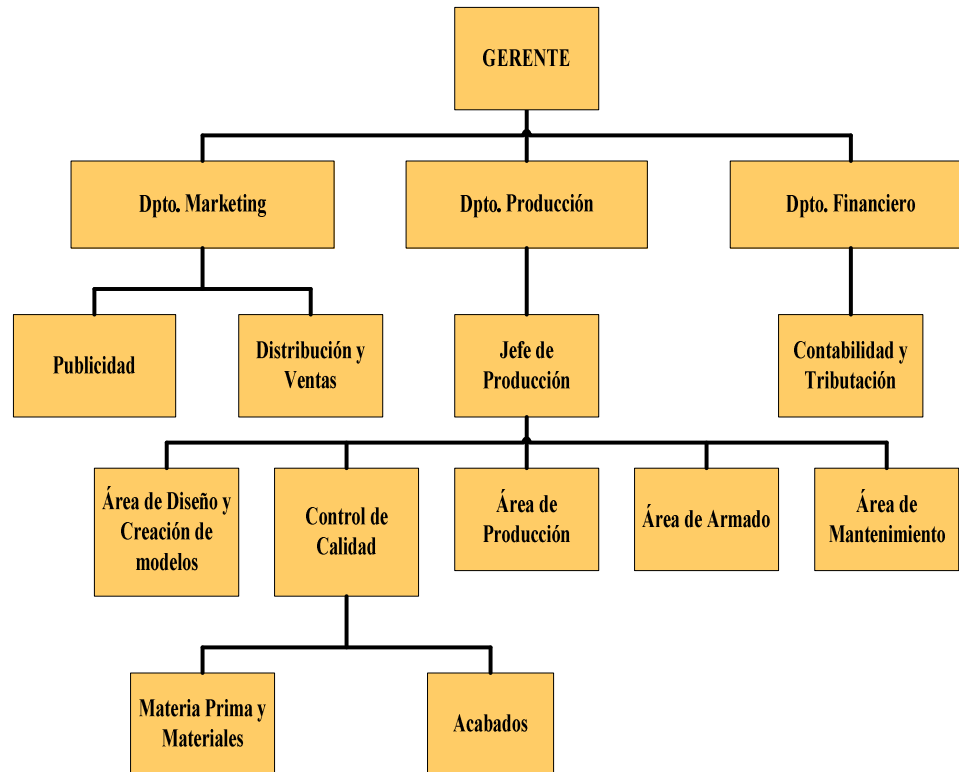 GERENTE
Dpto. Marketing
Dpto. Producción
Dpto. Financiero
Publicidad
Distribución y
Ventas
Jefe de
Producción
Contabilidad y
Tributación
Área de Diseño y
Creación de
modelos
Control de
Calidad
Área de
Producción
Área de Armado
Área de
Mantenimiento
Materia Prima y
Materiales
Acabados